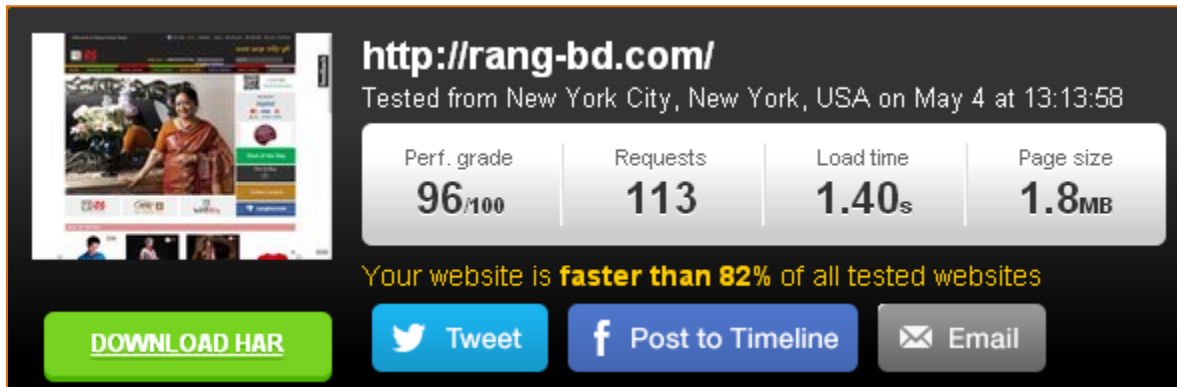 http://rang-bd.com/
Tested from New York City, New York, USA on May 4 at 13:13:58
Perf. grade Requests Load time Page size
96/100 113 1.40s 1.8MB
Your website is faster than 82% of all tested websites
DOWNLOAD HAR
Tweet
Post to Timeline
Email